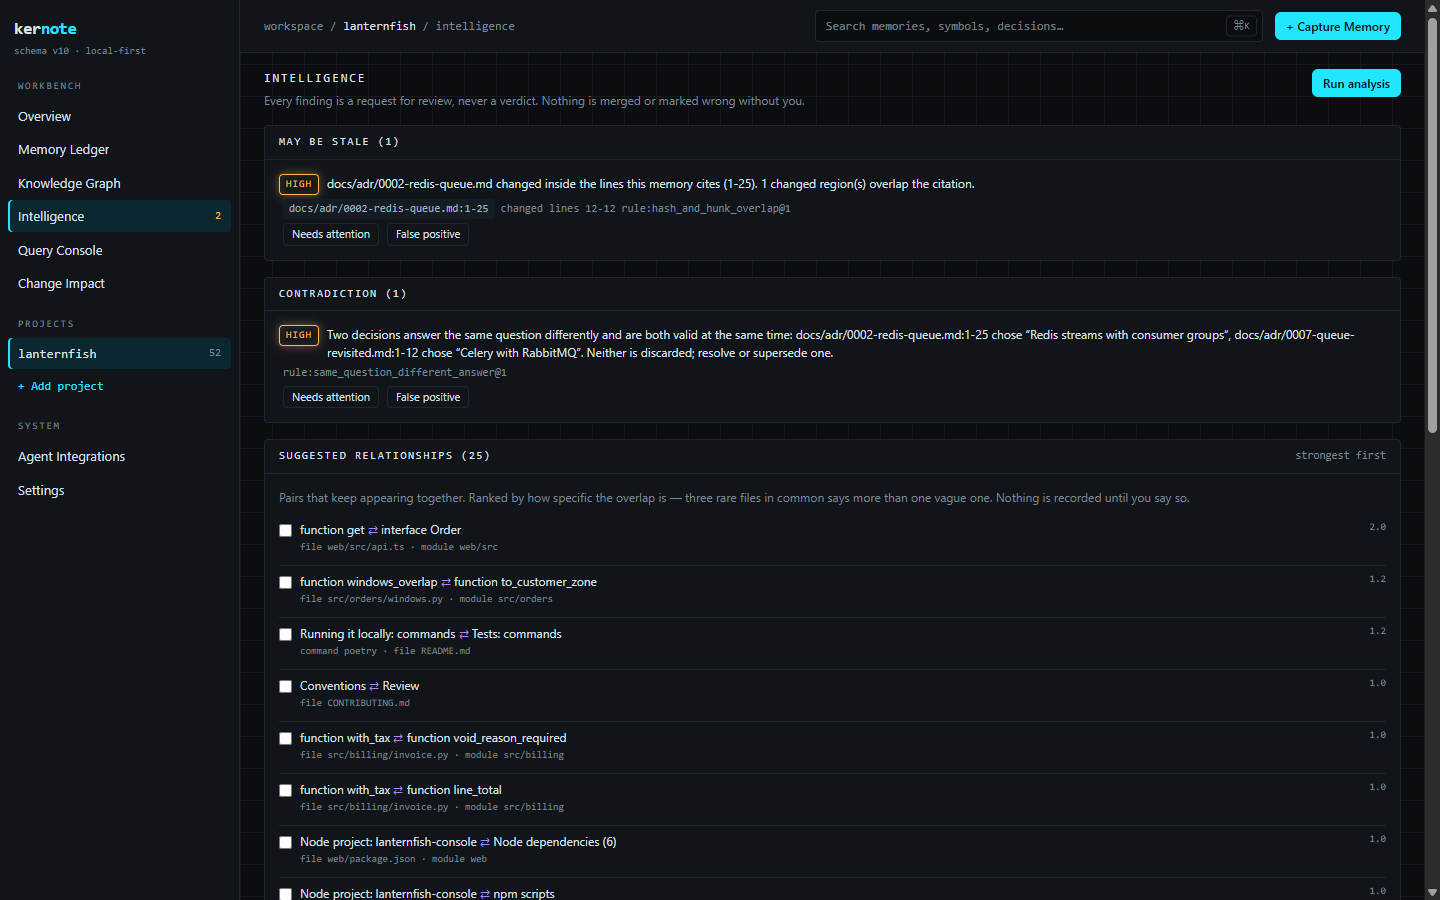 kernote
schema v10 · local-first
WORKBENCH
Overview
Memory Ledger
Knowledge Graph
Intelligence 2
Query Console
Change Impact
PROJECTS
lanternfish 52
+ Add project
SYSTEM
Agent Integrations
Settings
workspace / lanternfish / intelligence
Search memories, symbols, decisions… ⌘K
+ Capture Memory
INTELLIGENCE
Every finding is a request for review, never a verdict. Nothing is merged or marked wrong without you.
Run analysis
MAY BE STALE (1)
HIGH docs/adr/0002-redis-queue.md changed inside the lines this memory cites (1-25). 1 changed region(s) overlap the citation.
docs/adr/0002-redis-queue.md:1-25 changed lines 12-12 rule:hash_and_hunk_overlap@1
Needs attention False positive
CONTRADICTION (1)
HIGH Two decisions answer the same question differently and are both valid at the same time: docs/adr/0002-redis-queue.md:1-25 chose “Redis streams with consumer groups”, docs/adr/0007-queue-
revisited.md:1-12 chose “Celery with RabbitMQ”. Neither is discarded; resolve or supersede one.
rule:same_question_different_answer@1
Needs attention False positive
SUGGESTED RELATIONSHIPS (25) strongest first
Pairs that keep appearing together. Ranked by how specific the overlap is — three rare files in common says more than one vague one. Nothing is recorded until you say so.
function get ⇄ interface Order 2.0
file web/src/api.ts · module web/src
function windows_overlap ⇄ function to_customer_zone 1.2
file src/orders/windows.py · module src/orders
Running it locally: commands ⇄ Tests: commands 1.2
command poetry · file README.md
Conventions ⇄ Review 1.0
file CONTRIBUTING.md
function with_tax ⇄ function void_reason_required 1.0
file src/billing/invoice.py · module src/billing
function with_tax ⇄ function line_total 1.0
file src/billing/invoice.py · module src/billing
Node project: lanternfish-console ⇄ Node dependencies (6) 1.0
file web/package.json · module web
Node project: lanternfish-console ⇄ npm scripts 1.0